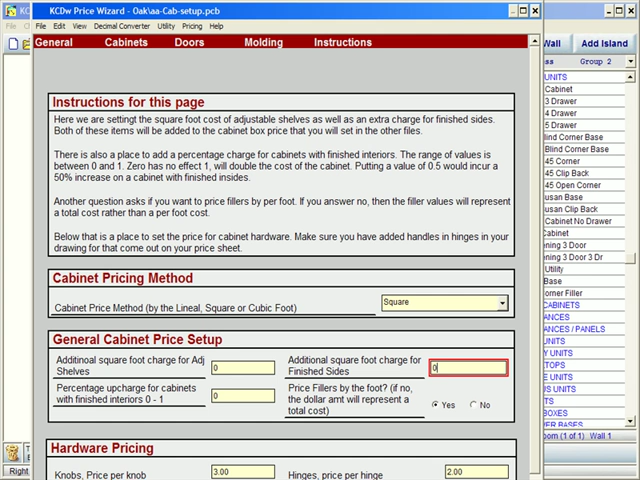 KCDw Price Wizard - Oak\aa-Cab-setup.pcb
File Edit View Decimal Converter Utility Pricing Help
General Cabinets Doors Molding Instructions
Instructions for this page
Here we are settingt the square foot cost of adjustable shelves as well as an extra charge for finished sides.
Both of these items will be added to the cabinet box price that you will set in the other files.
There is also a place to add a percentage charge for cabinets with finished interiors. The range of values is
between 0 and 1. Zero has no effect 1, will double the cost of the cabinet. Putting a value of 0.5 would incur a
50% increase on a cabinet with finished insides.
Another question asks if you want to price fillers by per foot. If you answer no, then the filler values will represent
a total cost rather than a per foot cost.
Below that is a place to set the price for cabinet hardware. Make sure you have added handles in hinges in your
drawing for that come out on your price sheet.
Cabinet Pricing Method
Cabinet Price Method (by the Lineal, Square or Cubic Foot)
Square
General Cabinet Price Setup
Additinoal square foot charge for Adj
Shelves
0
Additional square foot charge for
Finished Sides
0
Percentage upcharge for cabinets
with finished interiors 0 - 1
0
Price Fillers by the foot? (if no,
the dollar amt will represent a
total cost)
Yes No
Hardware Pricing
Knobs, Price per knob
3.00
Hinges, price per hinge
2.00
Wall Add Island
ss Group 2
UNITS
Cabinet
3 Drawer
4 Drawer
5 Drawer
lind Corner Base
Blind Corner Base
45 Corner
45 Clip Back
45 Open Corner
usan Base
usan Clip Back
Cabinet No Drawer
Cabinet
ening 3 Door
ening 3 Door 3 Dr
Utility
Base
Corner Filler
CABINETS
ANCES
ANCES / PANELS
UNITS
Y UNITS
TOPS
E UNITS
US UNITS
BOXES
ER BASES
oom (1 of 1) Wall 1
Right